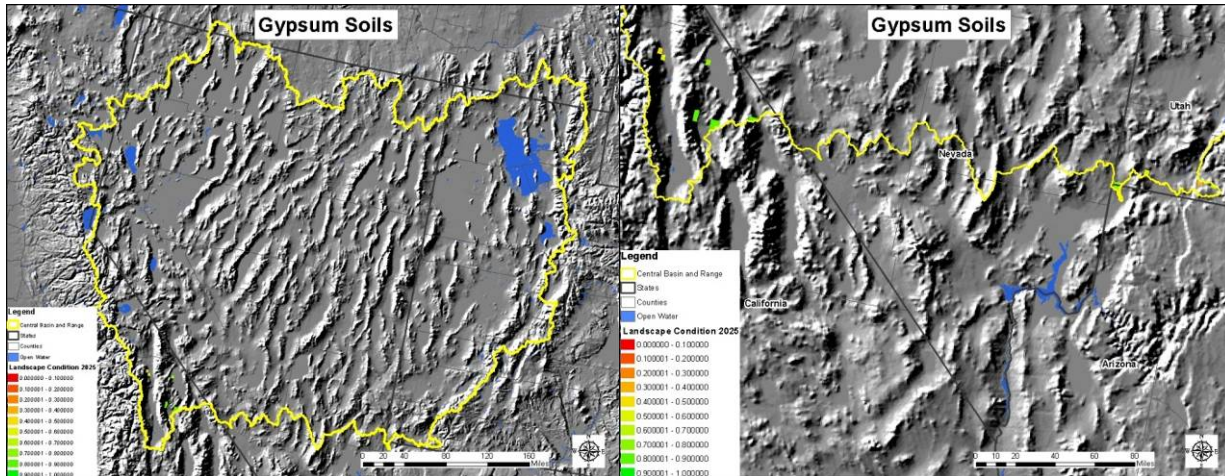 Gypsum Soils
Legend
Central Basin and Range
States
Counties
Open Water
Landscape Condition 2025
0.000000 - 0.100000
0.100001 - 0.200000
0.200001 - 0.300000
0.300001 - 0.400000
0.400001 - 0.500000
0.500001 - 0.600000
0.600001 - 0.700000
0.700001 - 0.800000
0.800001 - 0.900000
0.900001 - 1.000000
0 20 40 80 120 160
Miles
Gypsum Soils
Utah
Nevada
California
Arizona
Legend
Central Basin and Range
States
Counties
Open Water
Landscape Condition 2025
0.000000 - 0.100000
0.100001 - 0.200000
0.200001 - 0.300000
0.300001 - 0.400000
0.400001 - 0.500000
0.500001 - 0.600000
0.600001 - 0.700000
0.700001 - 0.800000
0.800001 - 0.900000
0.900001 - 1.000000
0 10 20 40 60 80
Miles